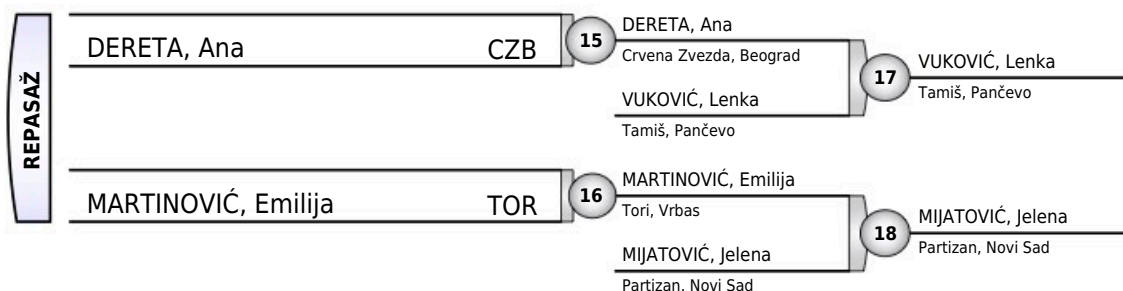 REPASAŽ
DERETA, Ana CZB
15
DERETA, Ana
Crvena Zvezda, Beograd
VUKOVIĆ, Lenka
Tamiš, Pančevo
17
VUKOVIĆ, Lenka
Tamiš, Pančevo
MARTINOVIĆ, Emilija TOR
16
MARTINOVIĆ, Emilija
Tori, Vrbas
MIJATOVIĆ, Jelena
Partizan, Novi Sad
18
MIJATOVIĆ, Jelena
Partizan, Novi Sad